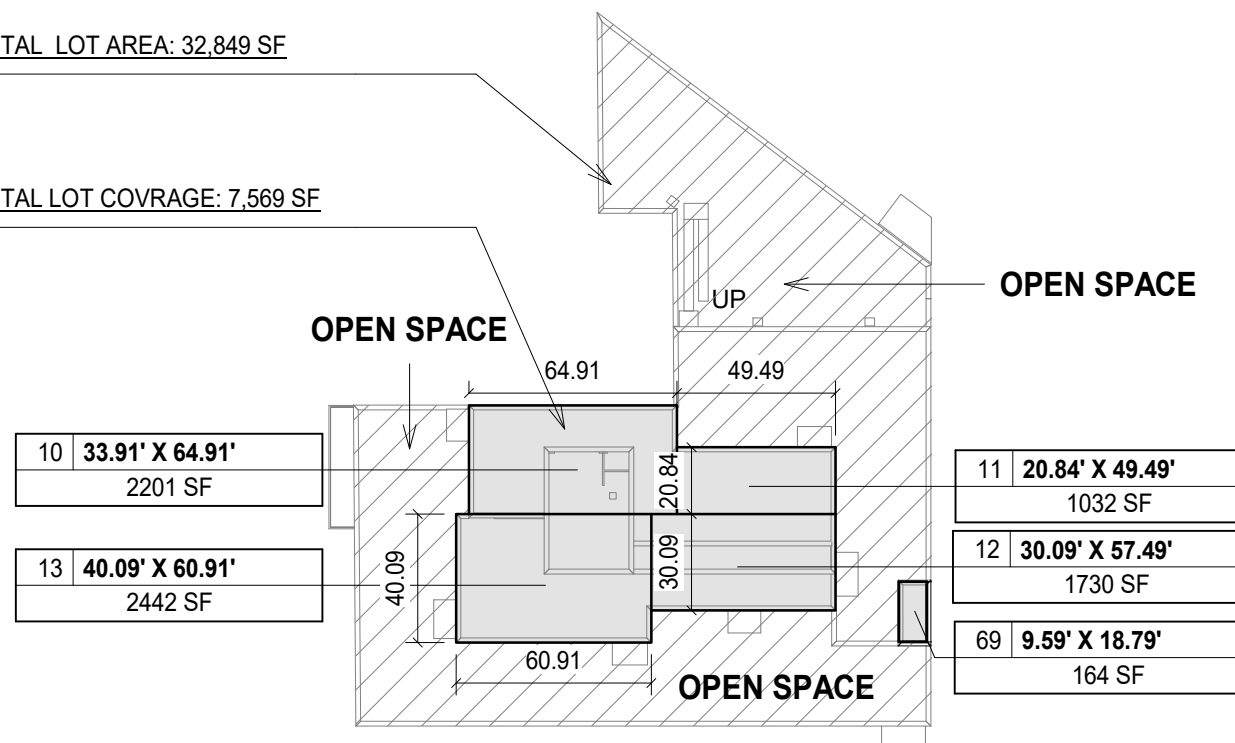 TAL LOT AREA: 32,849 SF
TAL LOT COVRAGE: 7,569 SF
OPEN SPACE
UP
OPEN SPACE
64.91
49.49
10 33.91' X 64.91'
2201 SF
20.84
11 20.84' X 49.49'
1032 SF
13 40.09' X 60.91'
2442 SF
40.09
30.09
12 30.09' X 57.49'
1730 SF
69 9.59' X 18.79'
164 SF
60.91
OPEN SPACE